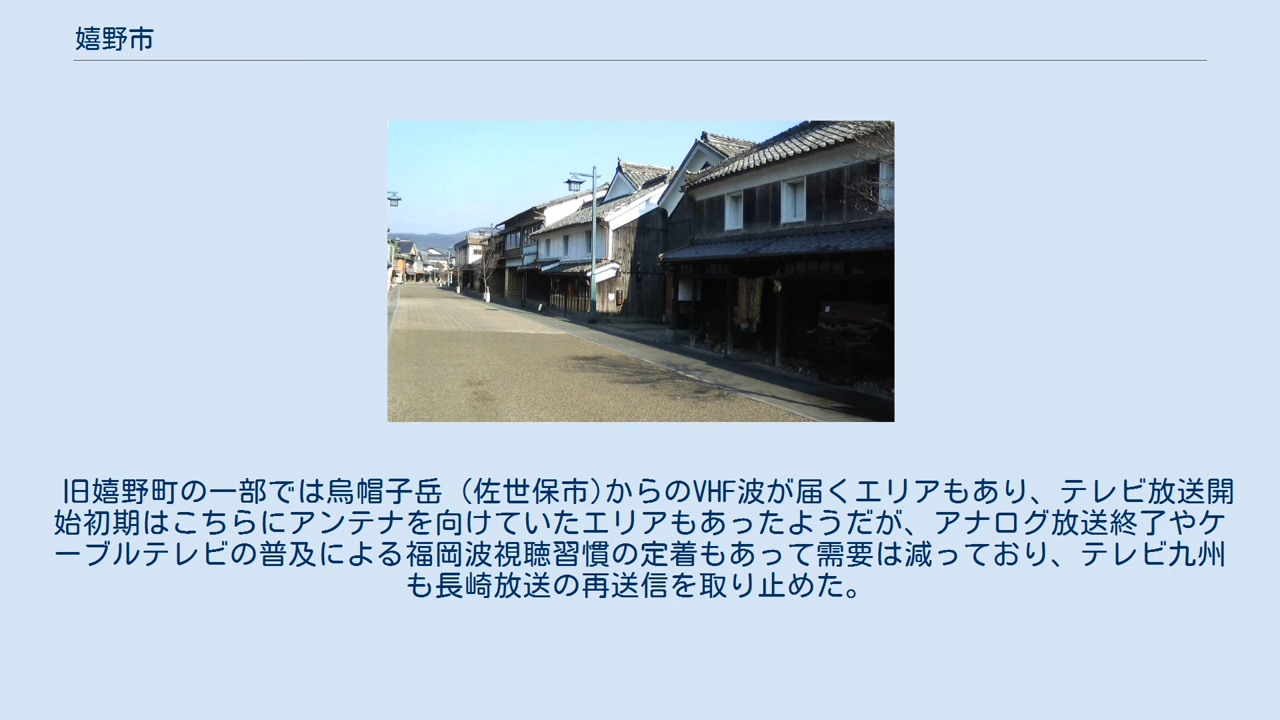 嬉野市
旧嬉野町の一部では烏帽子岳（佐世保市）からのVHF波が届くエリアもあり、テレビ放送開
始初期はこちらにアンテナを向けていたエリアもあったようだが、アナログ放送終了やケ
ーブルテレビの普及による福岡波視聴習慣の定着もあって需要は減っており、テレビ九州
も長崎放送の再送信を取り止めた。